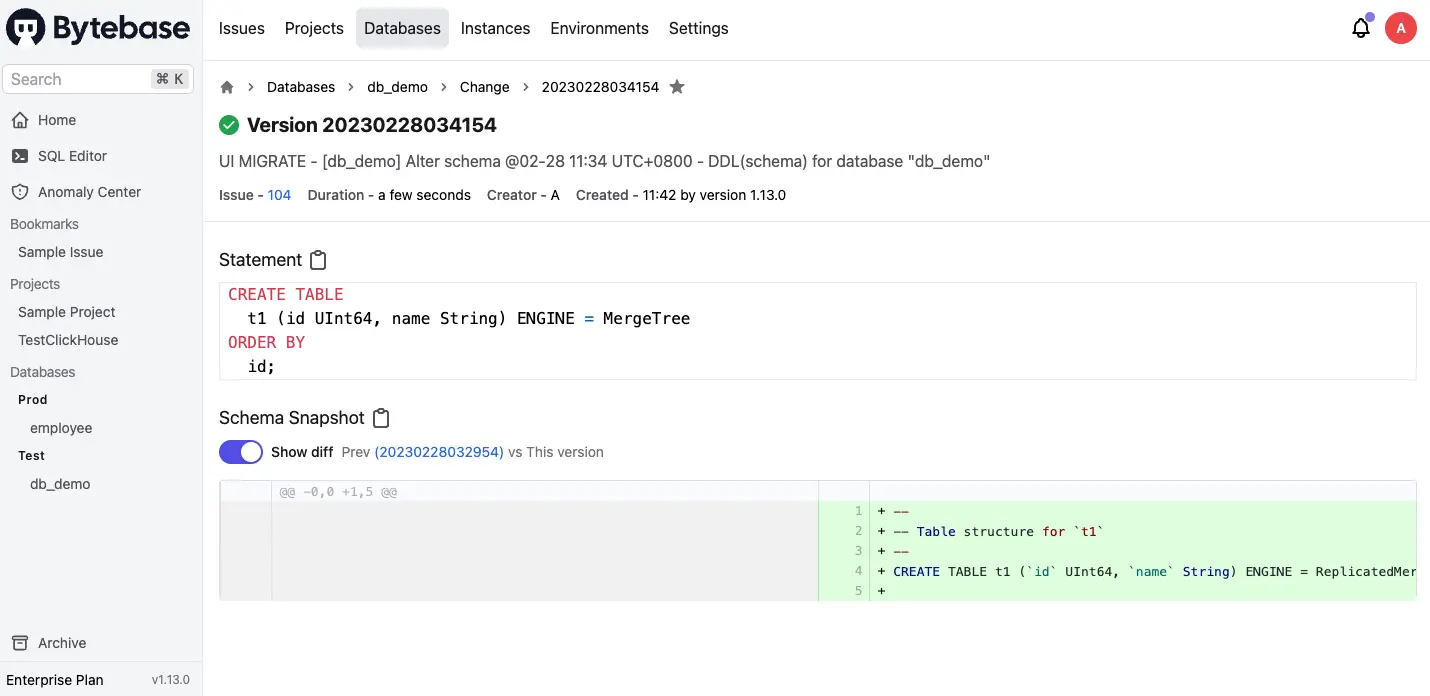 Bytebase
Issues Projects Databases Instances Environments Settings
A
Search ⌘ K
Home
SQL Editor
Anomaly Center
Bookmarks
Sample Issue
Projects
Sample Project
TestClickHouse
Databases
Prod
employee
Test
db_demo
Archive
Enterprise Plan v1.13.0
Databases > db_demo > Change > 20230228034154
Version 20230228034154
UI MIGRATE - [db_demo] Alter schema @02-28 11:34 UTC+0800 - DDL(schema) for database "db_demo"
Issue - 104 Duration - a few seconds Creator - A Created - 11:42 by version 1.13.0
Statement
CREATE TABLE
t1 (id UInt64, name String) ENGINE = MergeTree
ORDER BY
id;
Schema Snapshot
Show diff Prev (20230228032954) vs This version
@@ -0,0 +1,5 @@
1 + --
2 + -- Table structure for `t1`
3 + --
4 + CREATE TABLE t1 (`id` UInt64, `name` String) ENGINE = ReplicatedMer
5 +